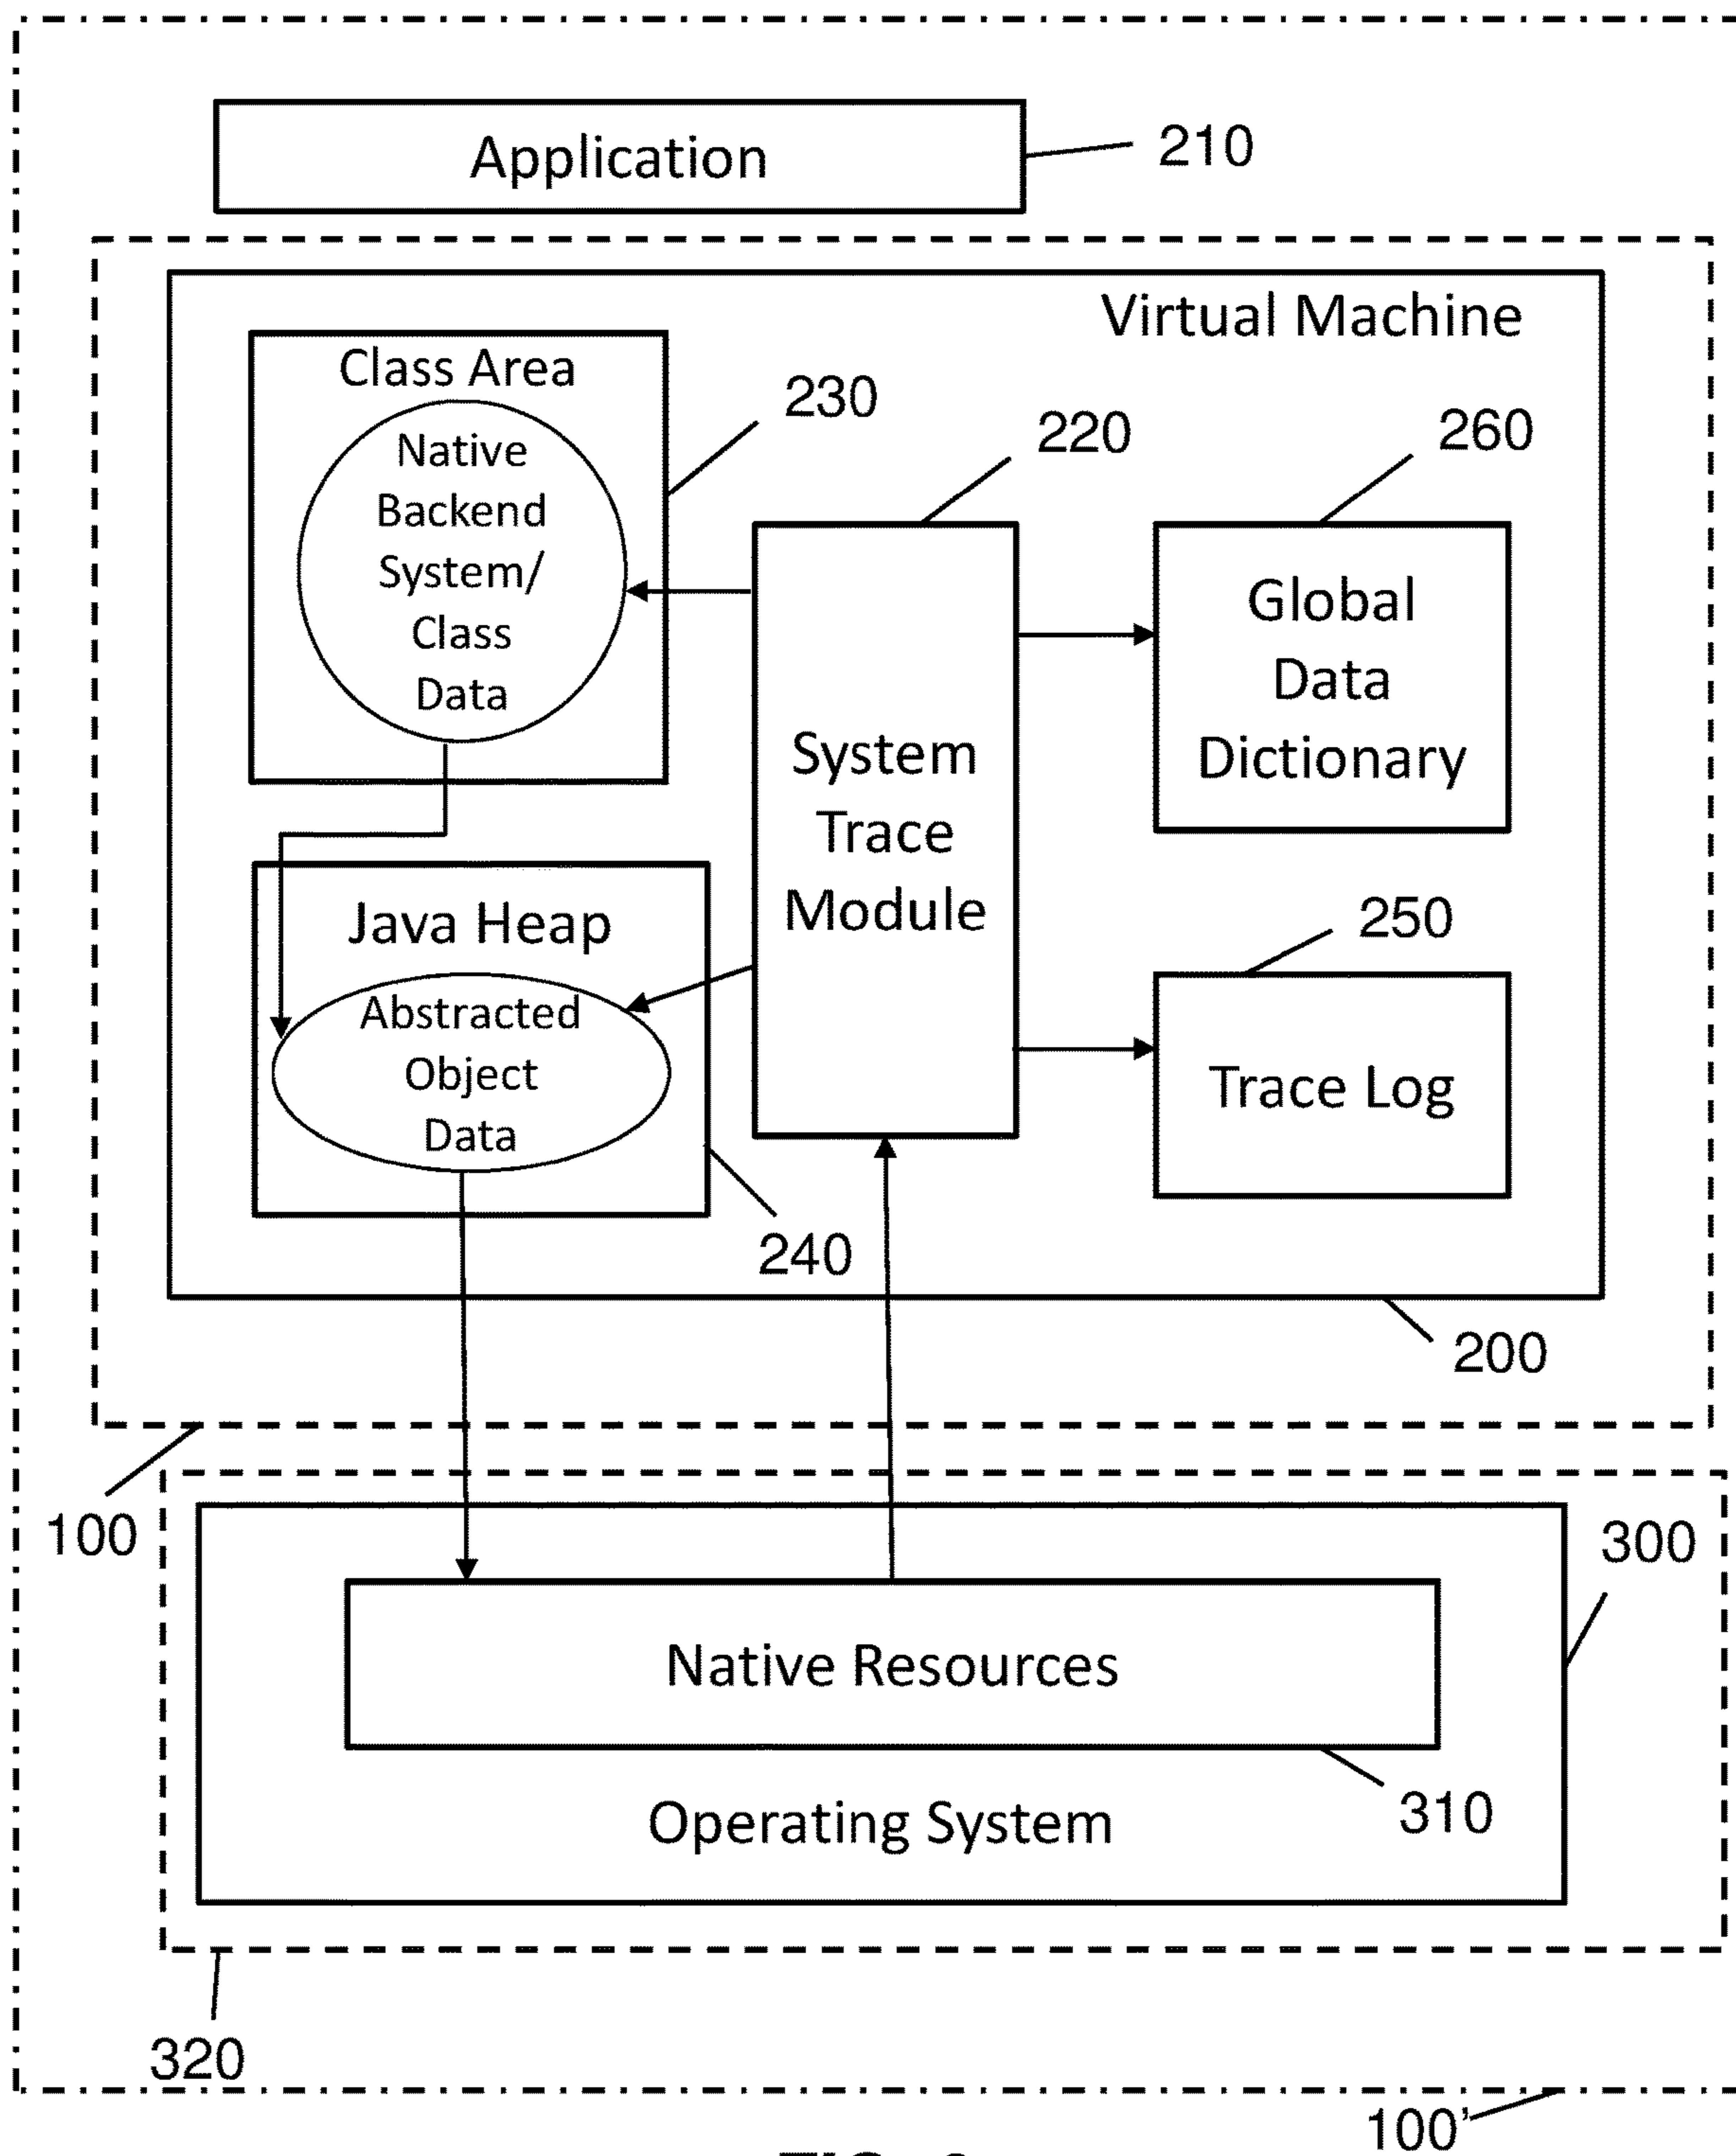 Application
210
Virtual Machine
Class Area
230
Native
Backend
System/
Class
Data
220
260
System
Trace
Module
Global
Data
Dictionary
Java Heap
Abstracted
Object
Data
250
Trace Log
240
200
100
300
Native Resources
310
Operating System
320
100'